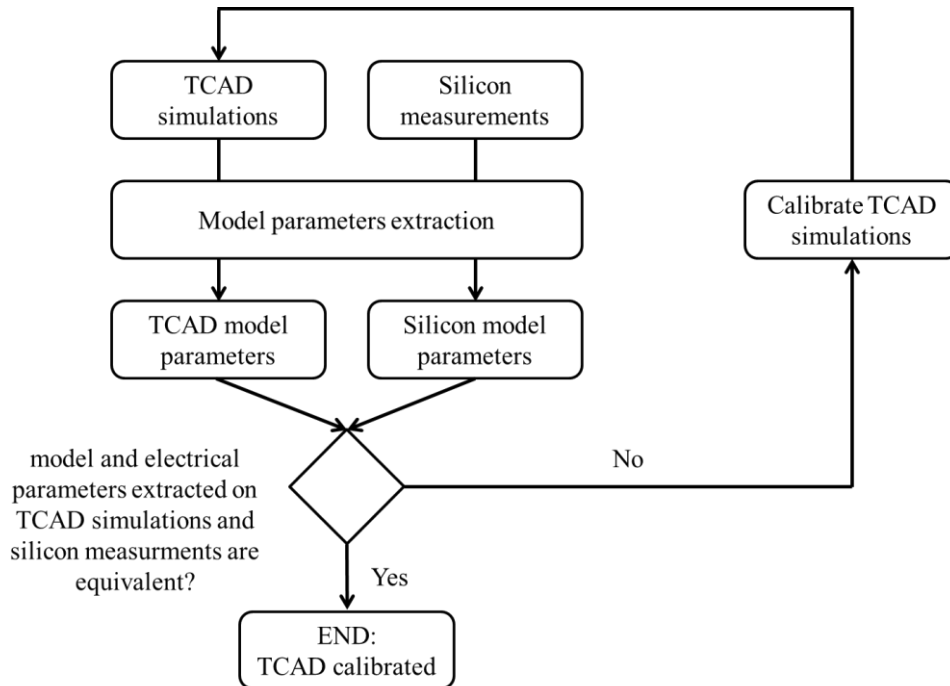 TCAD
simulations
Silicon
measurements
Model parameters extraction
Calibrate TCAD
simulations
TCAD model
parameters
Silicon model
parameters
model and electrical
parameters extracted on
TCAD simulations and
silicon measurments are
equivalent?
No
Yes
END:
TCAD calibrated